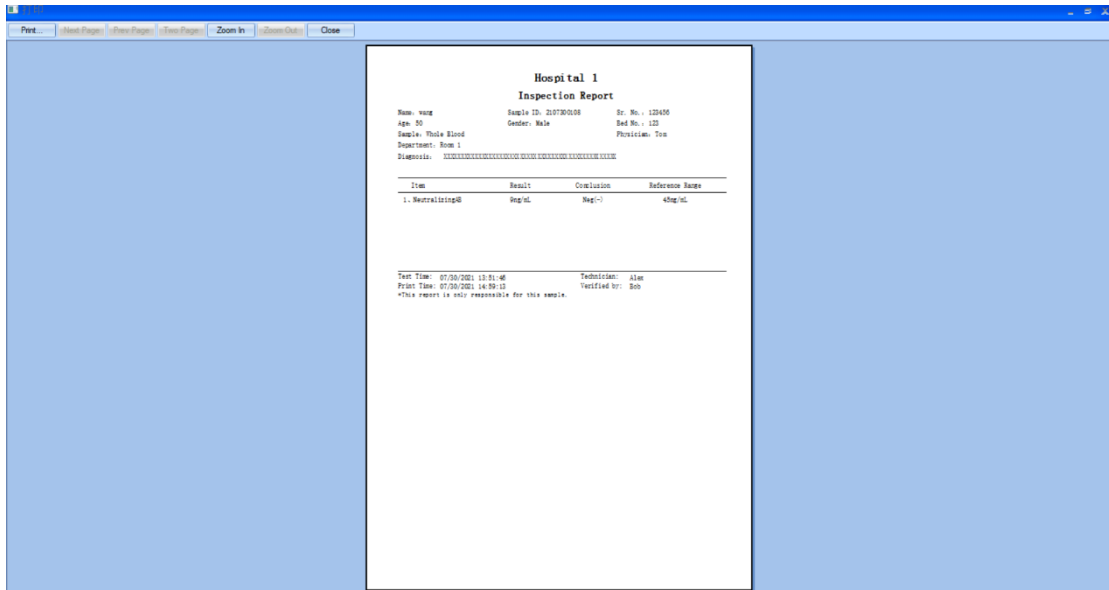 Print... Next Page Prev Page Two Page Zoom In Zoom Out Close
Hospital 1
Inspection Report
Name: wang Sample ID: 2107300108 Sr. No.: 123456
Age: 50 Gender: Male Bed No.: 123
Sample: Whole Blood Physician: Tom
Department: Room 1
Diagnosis:
Item Result Conclusion Reference Range
1. NeutralizingAB 9ng/mL Neg(-) 48ng/mL
Test Time: 07/30/2021 13:51:46 Technician: Alex
Print Time: 07/30/2021 14:59:13 Verified by: Bob
*This report is only responsible for this sample.